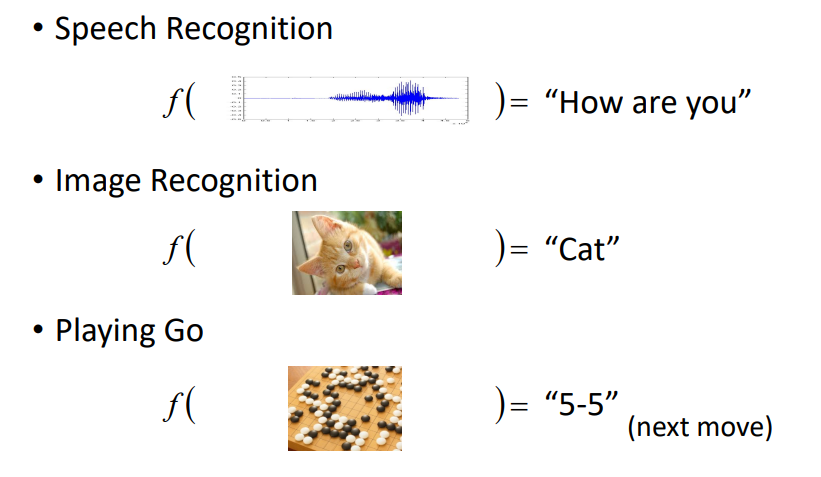 • Speech Recognition
f( )= “How are you”
• Image Recognition
f( )= “Cat”
• Playing Go
f( )= “5-5”
(next move)